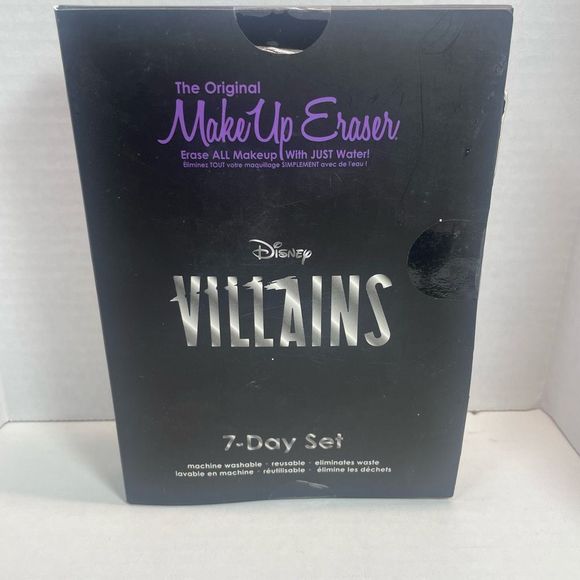 The Original
MakeUp Eraser
Erase ALL Makeup With JUST Water!
Éliminez TOUT votre maquillage SIMPLEMENT avec de l'eau !
Disney
VILLAINS
7-Day Set
machine washable · reusable · eliminates waste
lavable en machine · réutilisable · élimine les déchets